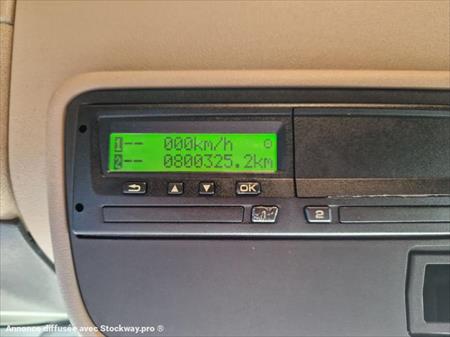 1-- 000km/h
2-- 0800325.2km
OK
2
Annonce diffusée avec Stockway.pro ®